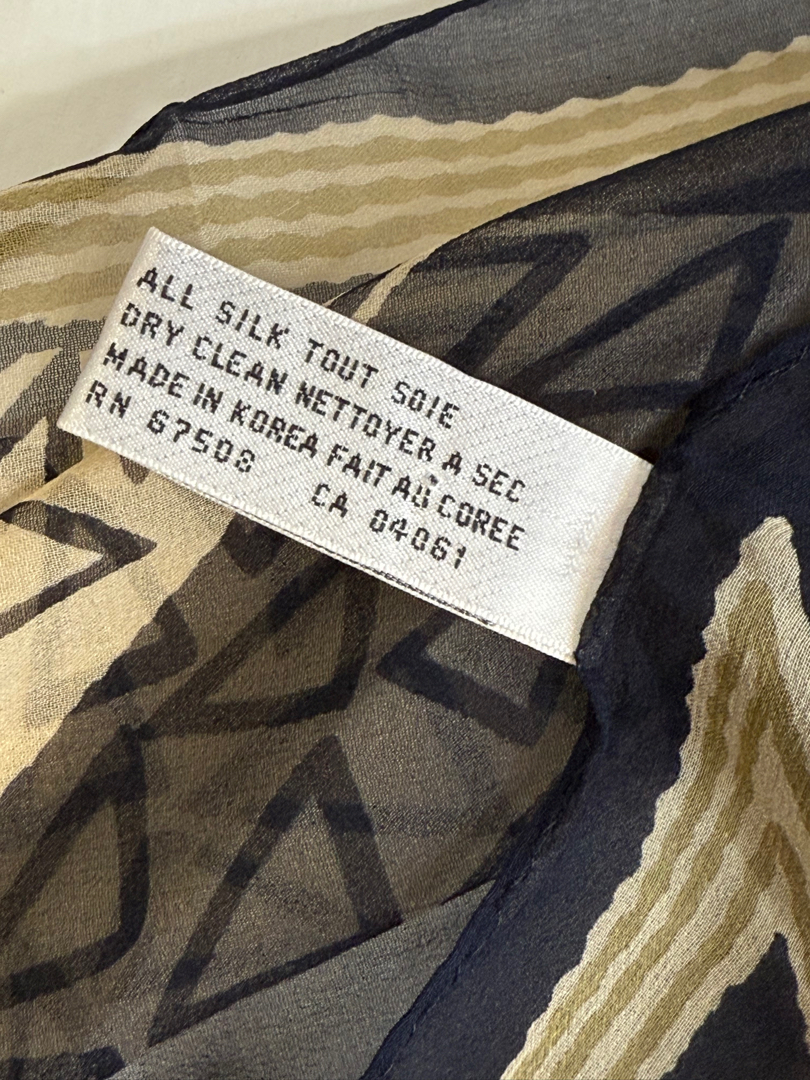 ALL SILK TOUT SOIE
DRY CLEAN NETTOYER A SEC
MADE IN KOREA FAIT AU COREE
RN 67508 CA 04061